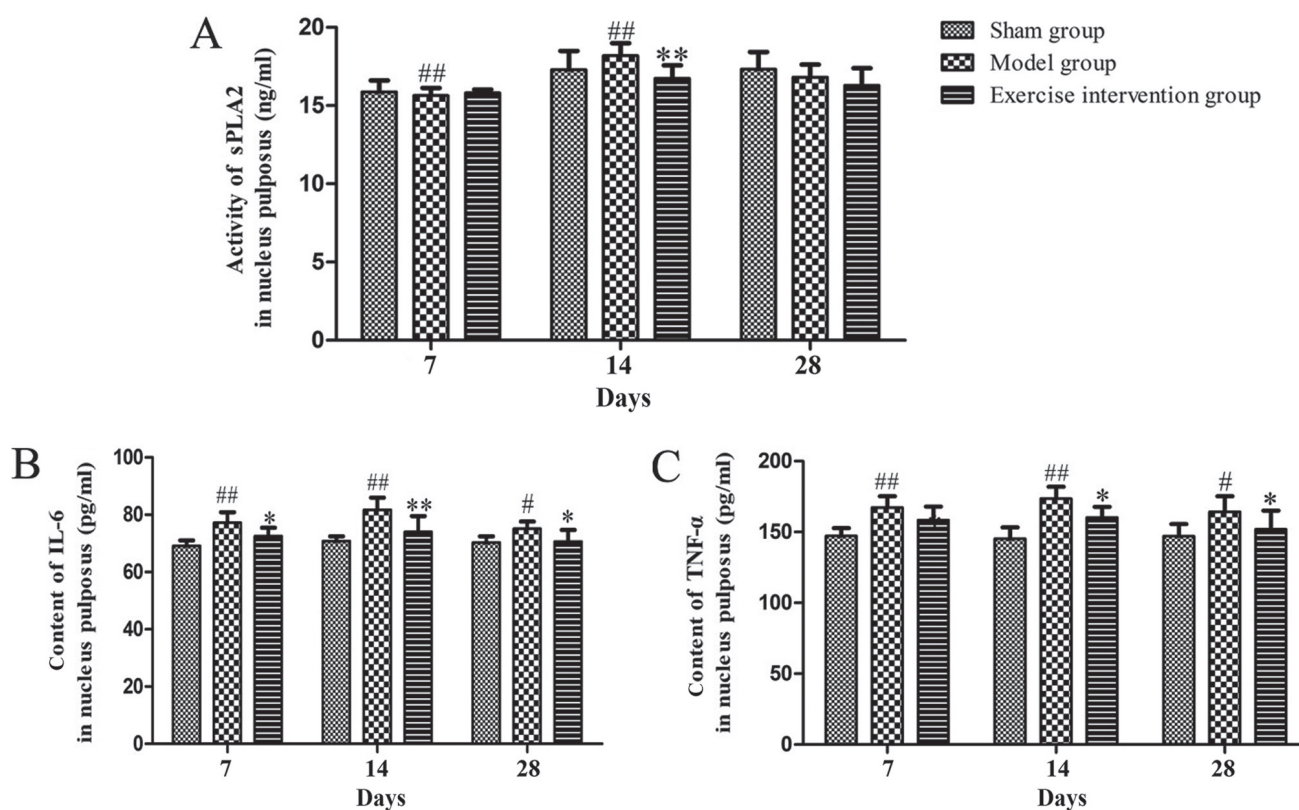 A
Activity of sPLA2
in nucleus pulposus (ng/ml)
20
15
10
5
0
##
##
**
7
14
28
Days
Sham group
Model group
Exercise intervention group
B
Content of IL-6
in nucleus pulposus (pg/ml)
100
80
60
40
20
0
##
*
##
**
#
*
7
14
28
Days
C
Content of TNF-α
in nucleus pulposus (pg/ml)
200
150
100
50
0
##
*
##
*
#
*
7
14
28
Days